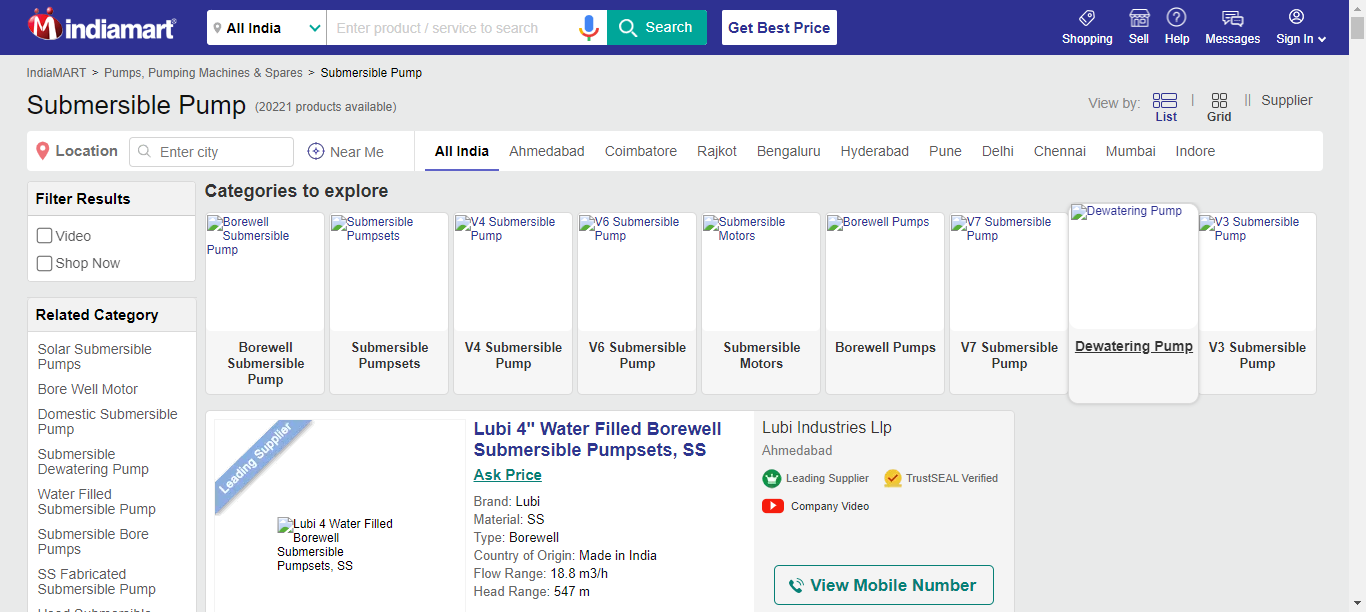 indiamart
All India
Enter product / service to search
Search
Get Best Price
Shopping
Sell
Help
Messages
Sign In
IndiaMART > Pumps, Pumping Machines & Spares > Submersible Pump
Submersible Pump (20221 products available)
View by:
List
|
Grid
||
Supplier
Location
Enter city
Near Me
All India
Ahmedabad
Coimbatore
Rajkot
Bengaluru
Hyderabad
Pune
Delhi
Chennai
Mumbai
Indore
Filter Results
Video
Shop Now
Related Category
Solar Submersible
Pumps
Bore Well Motor
Domestic Submersible
Pump
Submersible
Dewatering Pump
Water Filled
Submersible Pump
Submersible Bore
Pumps
SS Fabricated
Submersible Pump
Categories to explore
Borewell
Submersible
Pump
Borewell
Submersible
Pump
Submersible
Pumpsets
Submersible
Pumpsets
V4 Submersible
Pump
V4 Submersible
Pump
V6 Submersible
Pump
V6 Submersible
Pump
Submersible
Motors
Submersible
Motors
Borewell Pumps
Borewell Pumps
V7 Submersible
Pump
V7 Submersible
Pump
Dewatering Pump
Dewatering Pump
V3 Submersible
Pump
V3 Submersible
Pump
Leading Supplier
Lubi 4 Water Filled
Borewell
Submersible
Pumpsets, SS
Lubi 4" Water Filled Borewell
Submersible Pumpsets, SS
Ask Price
Brand: Lubi
Material: SS
Type: Borewell
Country of Origin: Made in India
Flow Range: 18.8 m3/h
Head Range: 547 m
Lubi Industries Llp
Ahmedabad
Leading Supplier
TrustSEAL Verified
Company Video
View Mobile Number